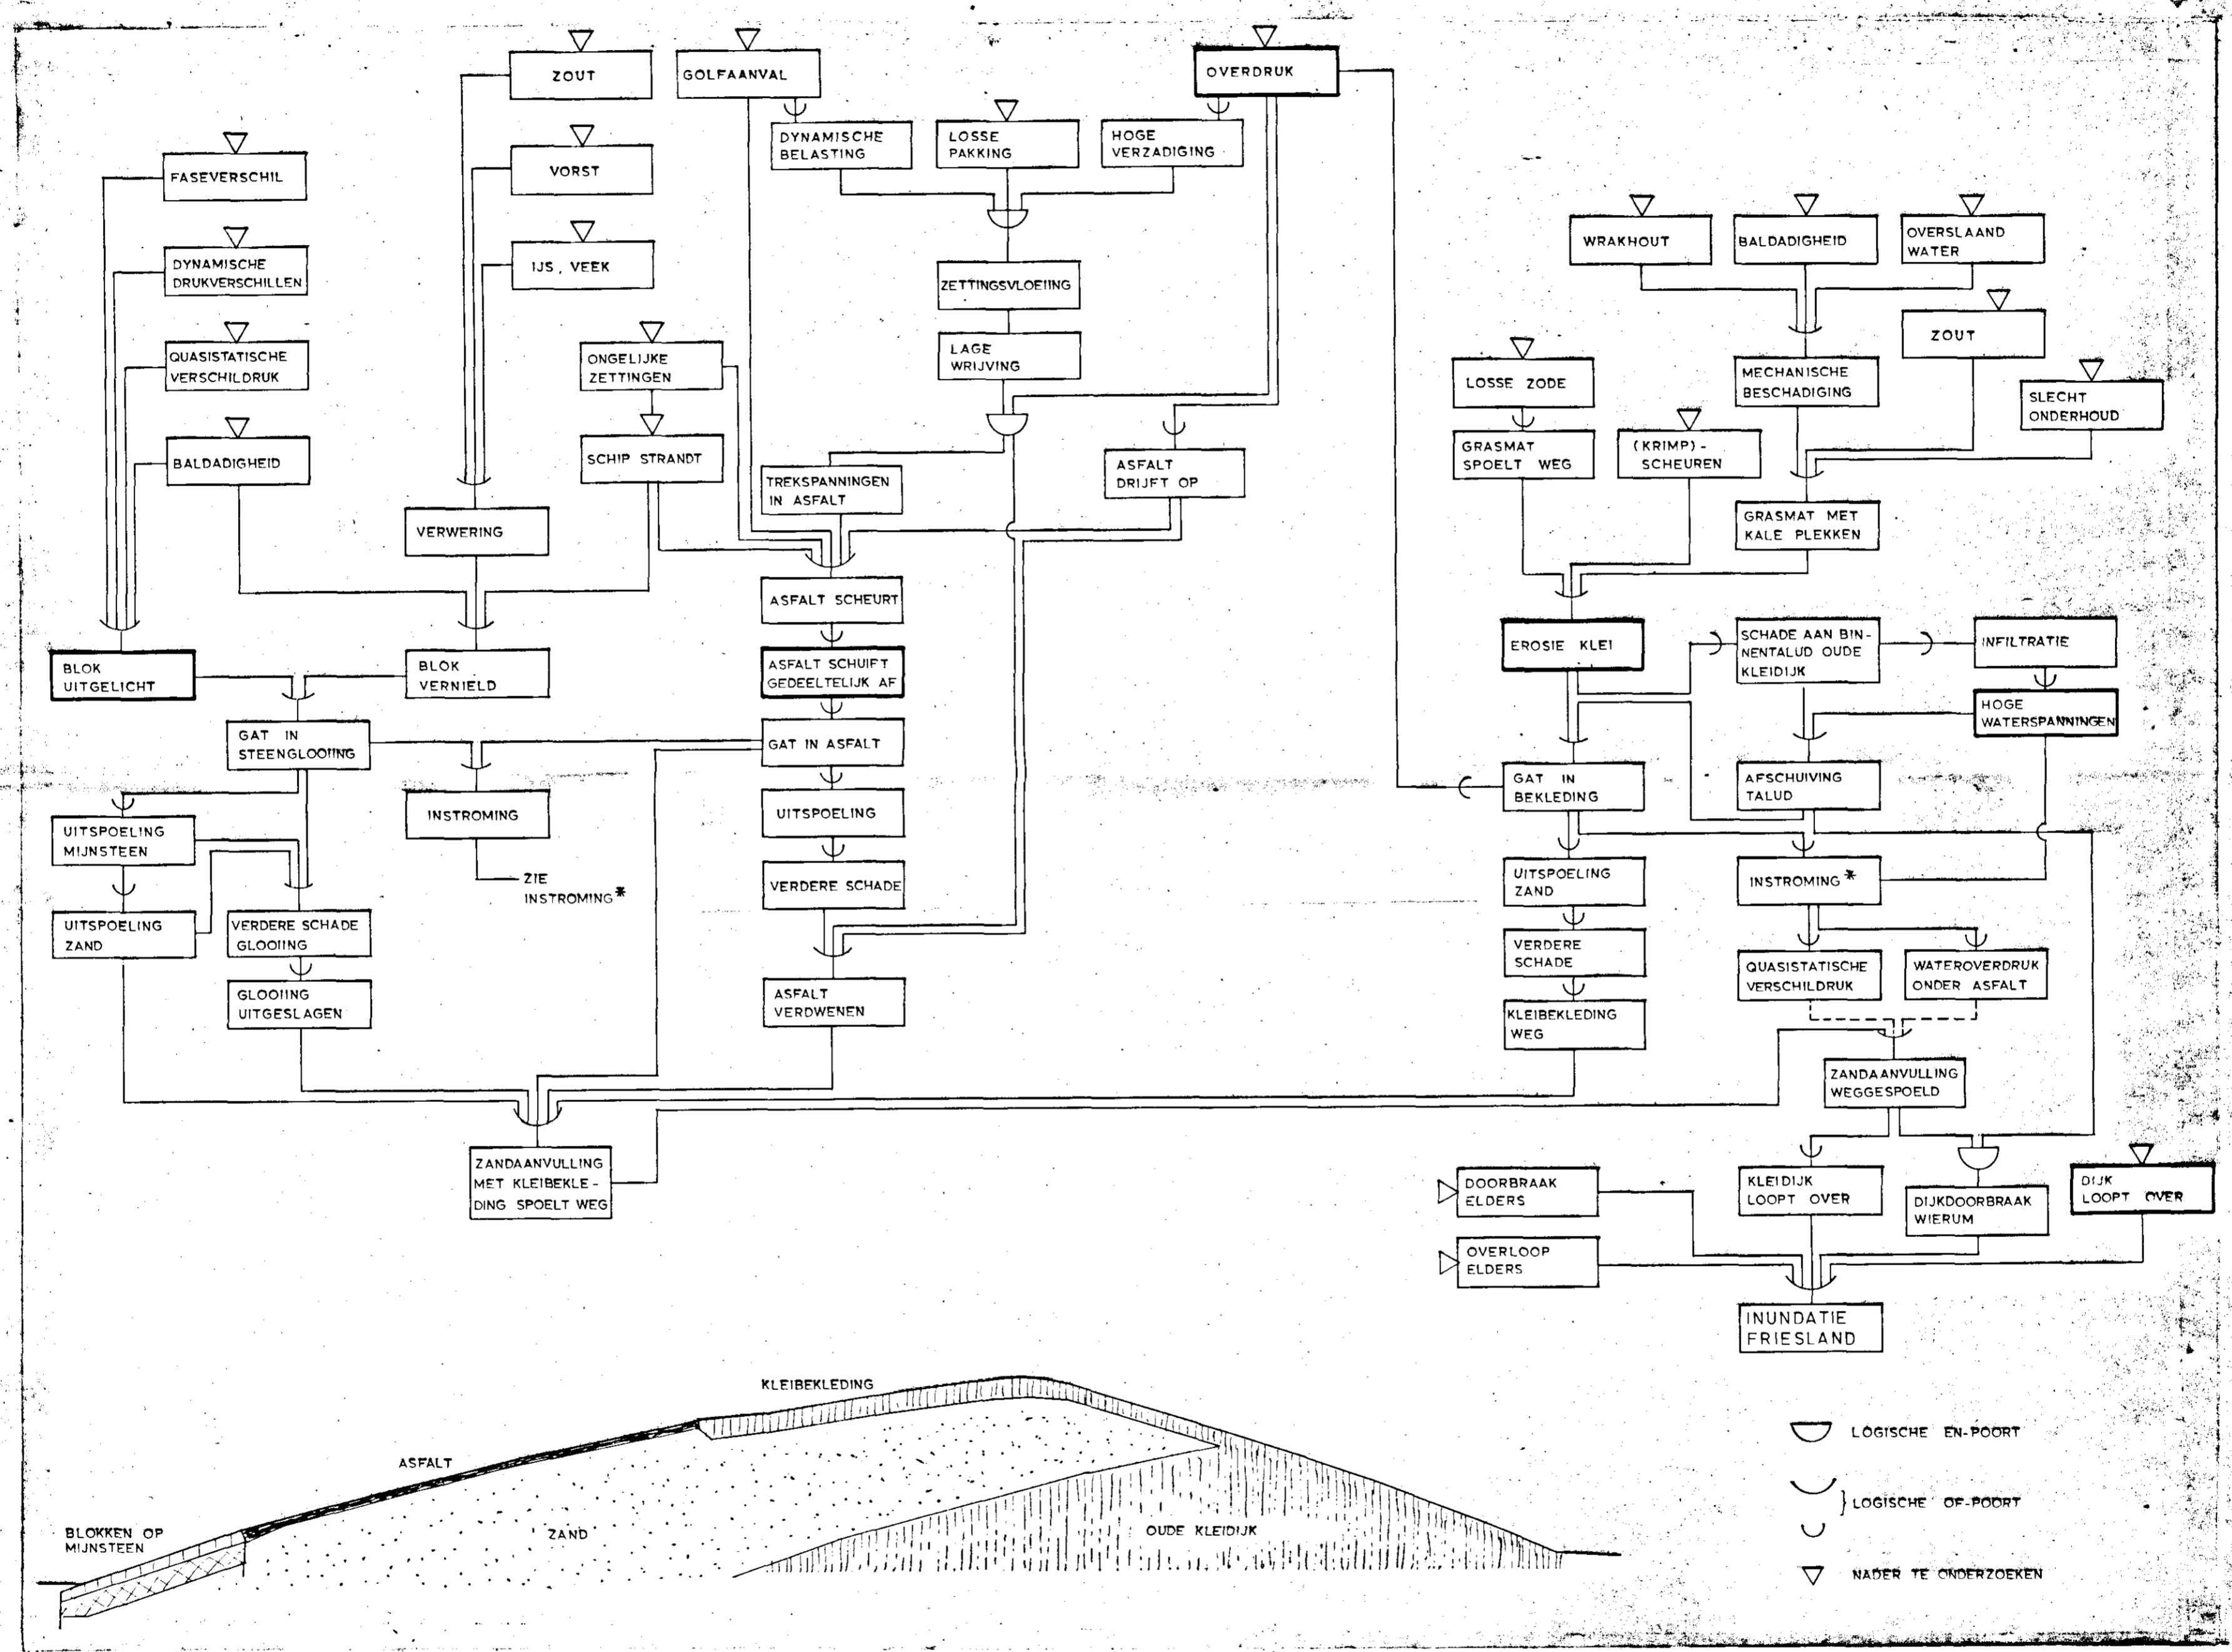 ZOUT
GOLFAANVAL
OVERDRUK
DYNAMISCHE
BELASTING
LOSSE
PAKKING
HOGE
VERZADIGING
FASEVERSCHIL
VORST
DYNAMISCHE
DRUKVERSCHILLEN
IJS, VEEK
ZETTINGSVLOEIING
WRAKHOUT
BALDADIGHEID
OVERSLAAND
WATER
QUASISTATISCHE
VERSCHILDRUK
ONGELIJKE
ZETTINGEN
LAGE
WRIJVING
LOSSE ZODE
MECHANISCHE
BESCHADIGING
ZOUT
SLECHT
ONDERHOUD
BALDADIGHEID
SCHIP STRANDT
TREKSPANNINGEN
IN ASFALT
ASFALT
DRIJFT OP
GRASMAT
SPOELT WEG
(KRIMP)-
SCHEUREN
VERWERING
GRASMAT MET
KALE PLEKKEN
ASFALT SCHEURT
BLOK
UITGELICHT
BLOK
VERNIELD
ASFALT SCHUIFT
GEDEELTELIJK AF
EROSIE KLEI
SCHADE AAN BIN-
NENTALUD OUDE
KLEIDIJK
INFILTRATIE
HOGE
WATERSPANNINGEN
GAT IN
STEENGLOOIING
GAT IN ASFALT
GAT IN
BEKLEDING
AFSCHUIVING
TALUD
UITSPOELING
MIJNSTEEN
INSTROMING
UITSPOELING
ZIE
INSTROMING*
VERDERE SCHADE
UITSPOELING
ZAND
INSTROMING*
UITSPOELING
ZAND
VERDERE SCHADE
GLOOIING
VERDERE
SCHADE
QUASISTATISCHE
VERSCHILDRUK
WATEROVERDRUK
ONDER ASFALT
GLOOIING
UITGESLAGEN
ASFALT
VERDWENEN
KLEIBEKLEDING
WEG
ZANDAANVULLING
WEGGESPOELD
ZANDAANVULLING
MET KLEIBEKLE-
DING SPOELT WEG
DOORBRAAK
ELDERS
KLEIDIJK
LOOPT OVER
DIJKDOORBRAAK
WIERUM
DIJK
LOOPT OVER
OVERLOOP
ELDERS
INUNDATIE
FRIESLAND
KLEIBEKLEDING
ASFALT
BLOKKEN OP
MIJNSTEEN
ZAND
OUDE KLEIDIJK
LOGISCHE EN-POORT
LOGISCHE OF-POORT
NADER TE ONDERZOEKEN